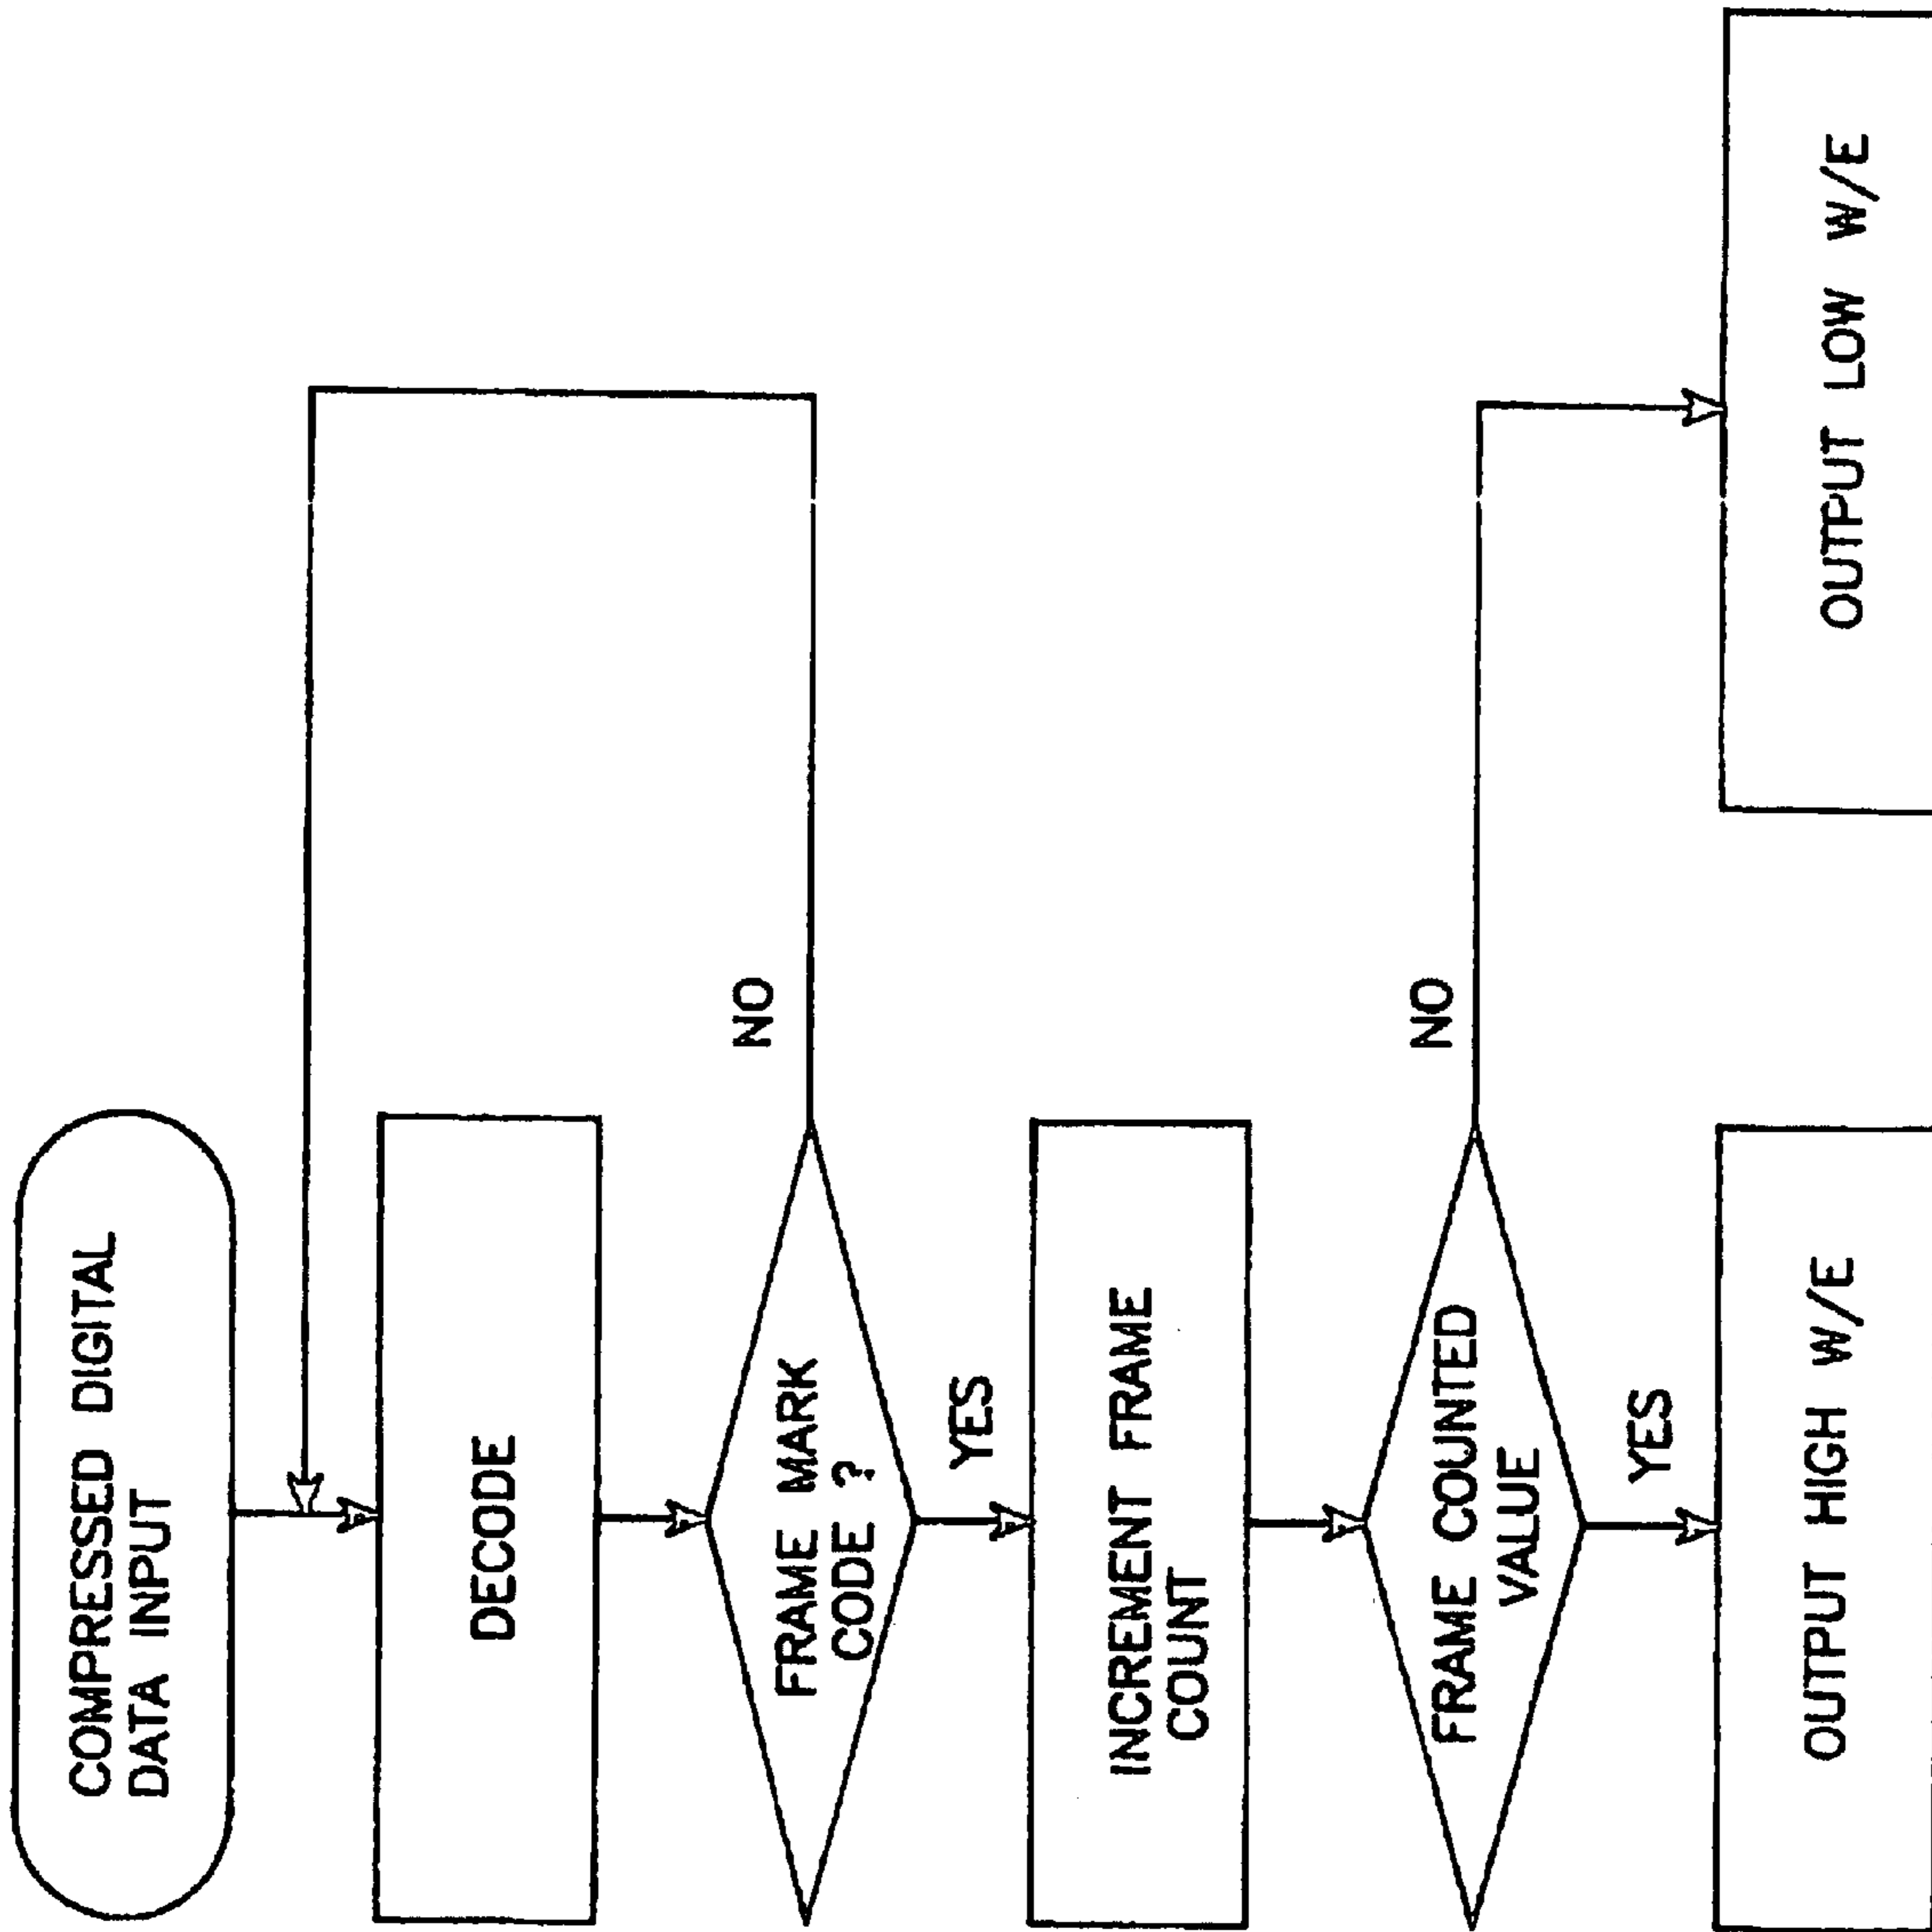 COMPRESSED DIGITAL
DATA INPUT
DECODE
FRAME MARK
CODE ?
NO
YES
INCREMENT FRAME
COUNT
FRAME COUNTED
VALUE
NO
YES
OUTPUT HIGH W/E
OUTPUT LOW W/E